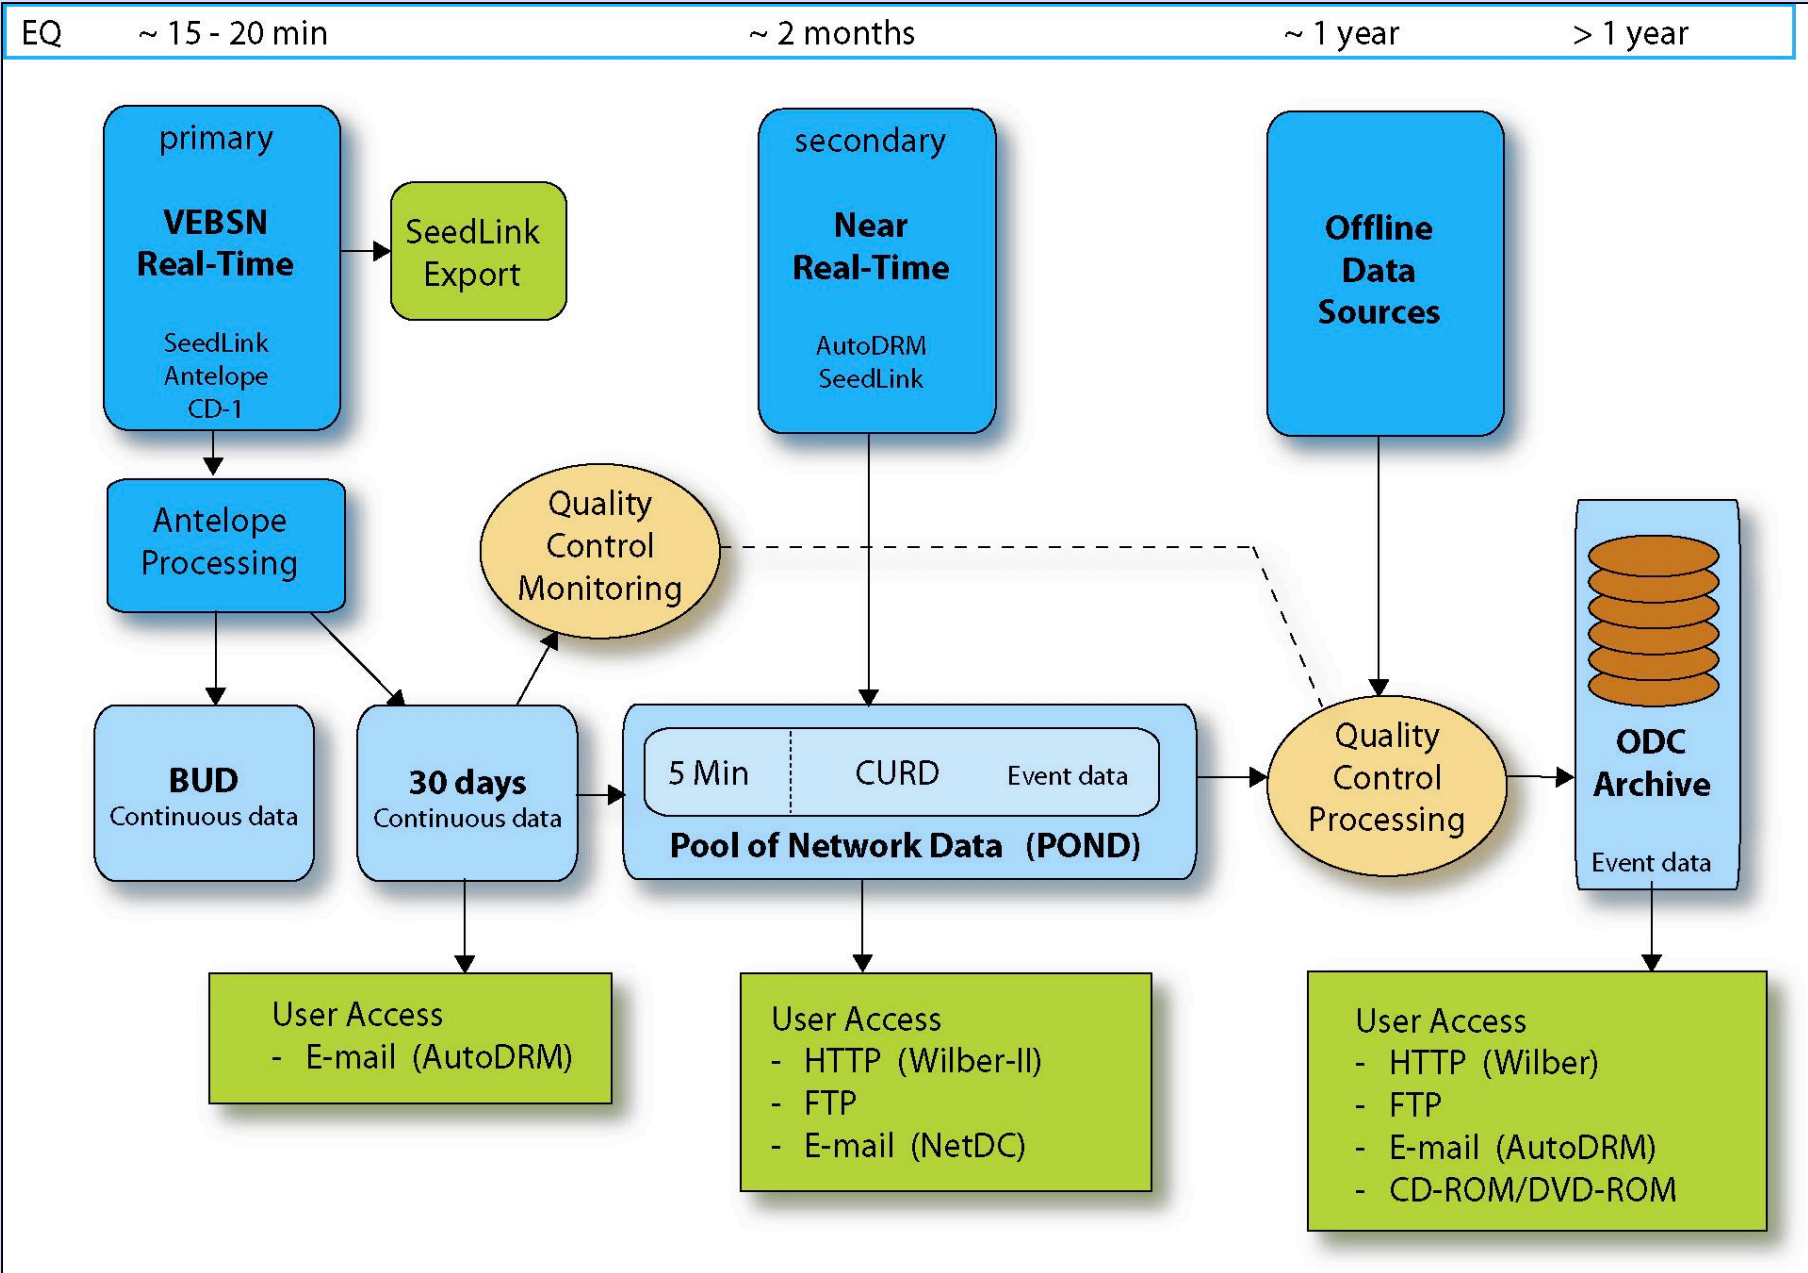 EQ ~ 15 - 20 min ~ 2 months ~ 1 year > 1 year
primary
VEBSN
Real-Time
SeedLink
Antelope
CD-1
SeedLink
Export
secondary
Near
Real-Time
AutoDRM
SeedLink
Offline
Data
Sources
Antelope
Processing
Quality
Control
Monitoring
BUD
Continuous data
30 days
Continuous data
5 Min CURD Event data
Pool of Network Data (POND)
Quality
Control
Processing
ODC
Archive
Event data
User Access
- E-mail (AutoDRM)
User Access
- HTTP (Wilber-II)
- FTP
- E-mail (NetDC)
User Access
- HTTP (Wilber)
- FTP
- E-mail (AutoDRM)
- CD-ROM/DVD-ROM